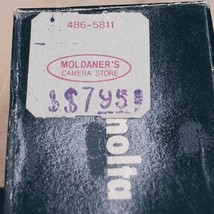 486-5811
MOLDANER'S
CAMERA STORE
$$795!
nolta